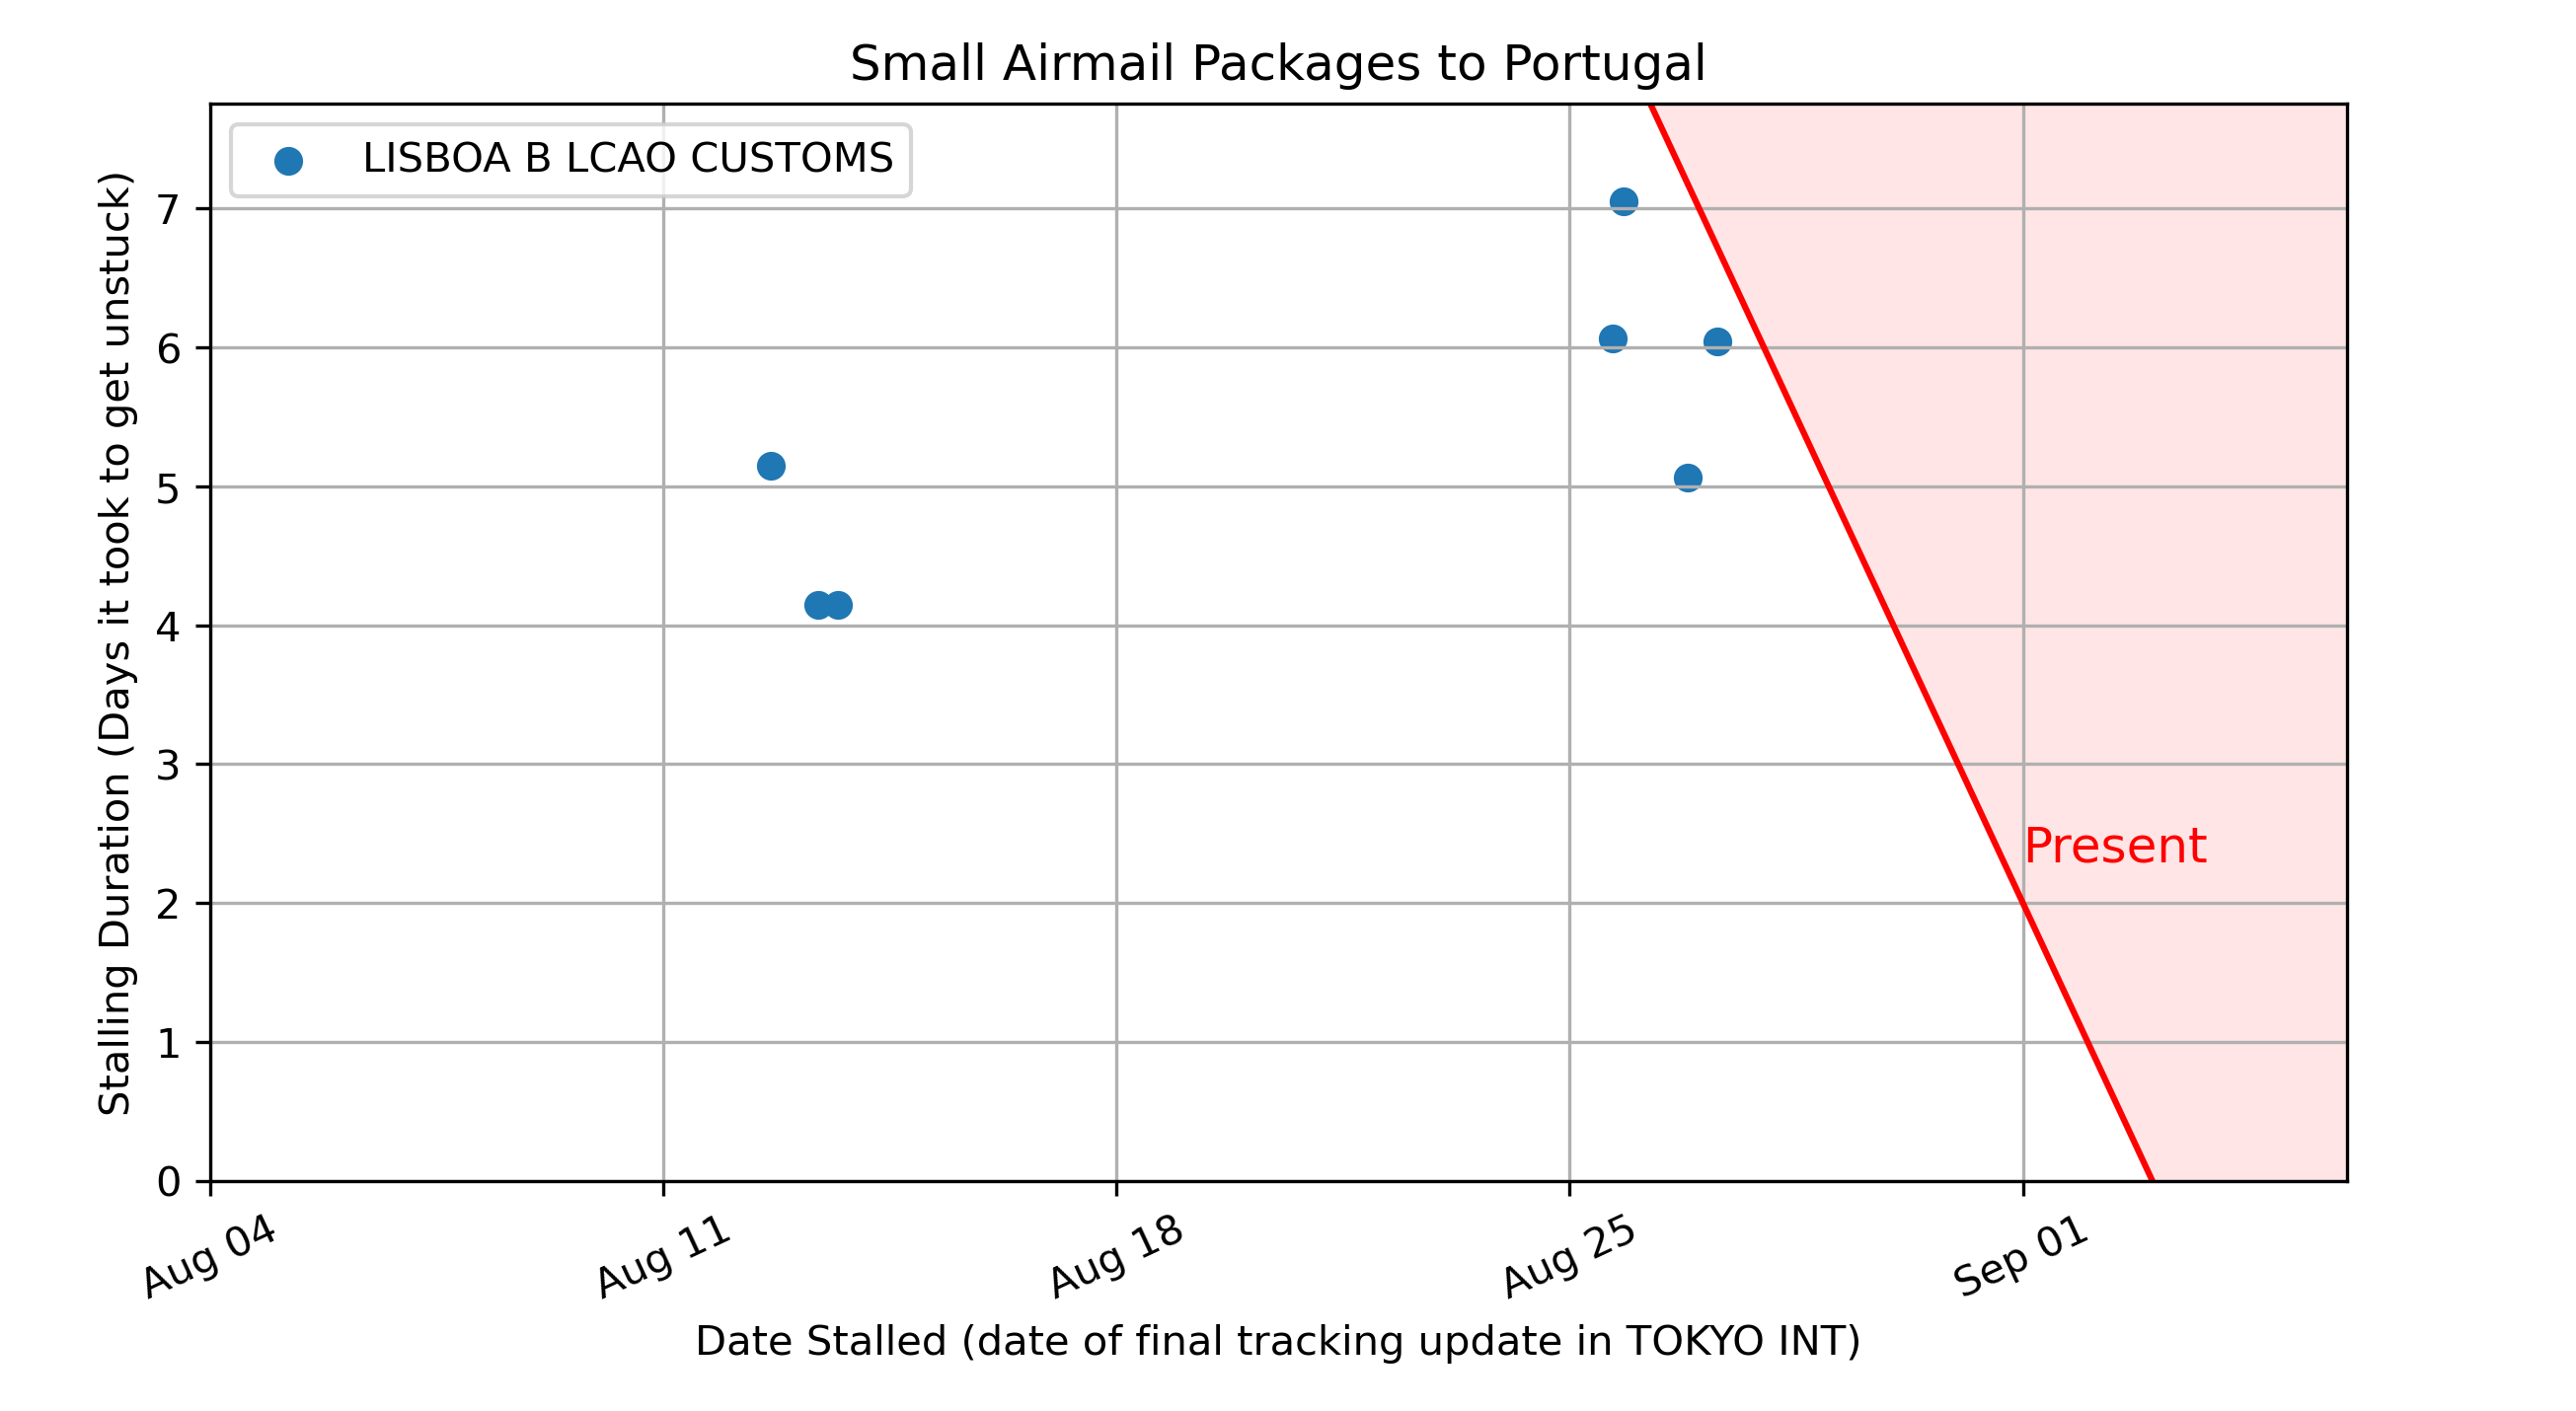 Small Airmail Packages to Portugal
LISBOA B LCAO CUSTOMS
Stalling Duration (Days it took to get unstuck)
7
6
5
4
3
2
1
0
Present
Aug 04
Aug 11
Aug 18
Aug 25
Sep 01
Date Stalled (date of final tracking update in TOKYO INT)